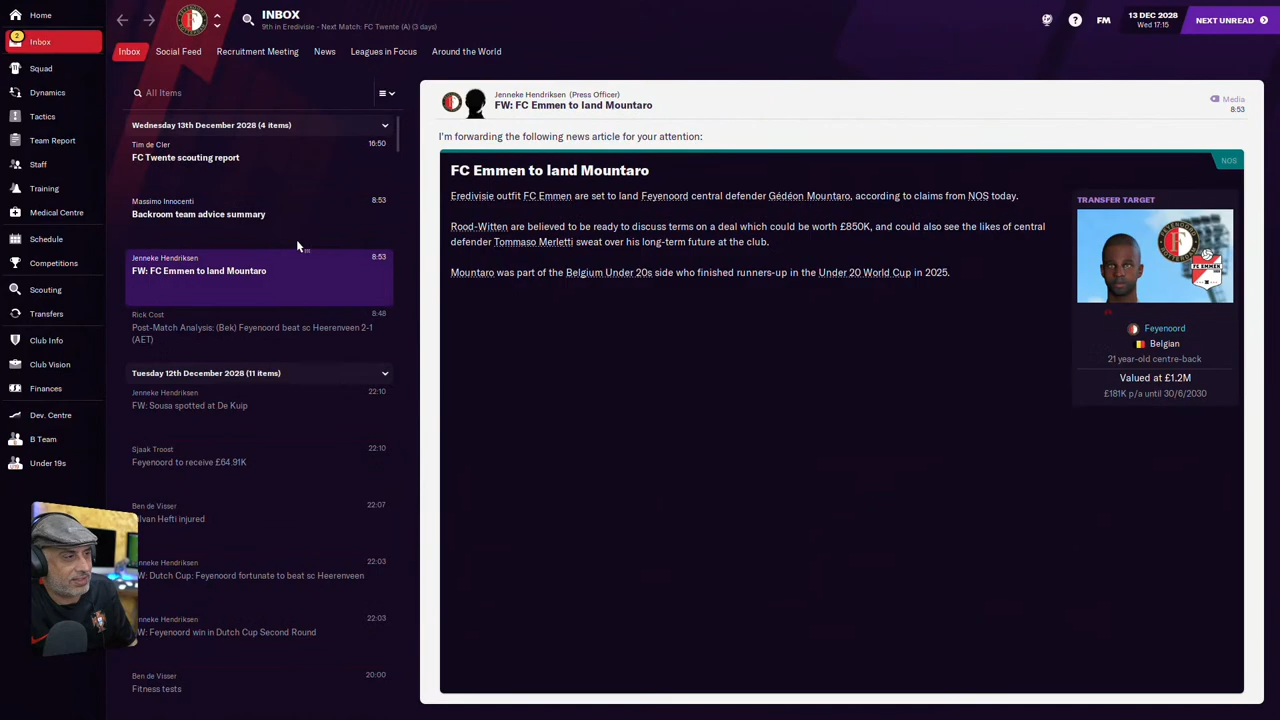 Home
2
Inbox
Squad
Dynamics
Tactics
Team Report
Staff
Training
Medical Centre
Schedule
Competitions
Scouting
Transfers
Club Info
Club Vision
Finances
Dev. Centre
B Team
Under 19s
INBOX
9th in Eredivisie - Next Match: FC Twente (A) (3 days)
FM
13 DEC 2028
Wed 17:15
NEXT UNREAD
Inbox
Social Feed
Recruitment Meeting
News
Leagues in Focus
Around the World
All Items
Wednesday 13th December 2028 (4 items)
Tim de Cler
16:50
FC Twente scouting report
Massimo Innocenti
8:53
Backroom team advice summary
Jenneke Hendriksen
8:53
FW: FC Emmen to land Mountaro
Rick Cost
8:48
Post-Match Analysis: (Bek) Feyenoord beat sc Heerenveen 2-1
(AET)
Tuesday 12th December 2028 (11 items)
Jenneke Hendriksen
22:10
FW: Sousa spotted at De Kuip
Sjaak Troost
22:10
Feyenoord to receive £64.91K
Ben de Visser
22:07
Hefti injured
22:03
Hendriksen
Dutch Cup: Feyenoord fortunate to beat sc Heerenveen
22:03
Hendriksen
Feyenoord win in Dutch Cup Second Round
Ben de Visser
20:00
Fitness tests
Jenneke Hendriksen (Press Officer)
FW: FC Emmen to land Mountaro
Media
8:53
I'm forwarding the following news article for your attention:
NOS
FC Emmen to land Mountaro
Eredivisie outfit FC Emmen are set to land Feyenoord central defender Gédéon Mountaro, according to claims from NOS today.
Rood-Witten are believed to be ready to discuss terms on a deal which could be worth £850K, and could also see the likes of central
defender Tommaso Merletti sweat over his long-term future at the club.
Mountaro was part of the Belgium Under 20s side who finished runners-up in the Under 20 World Cup in 2025.
TRANSFER TARGET
Feyenoord
Belgian
21 year-old centre-back
Valued at £1.2M
£181K p/a until 30/6/2030